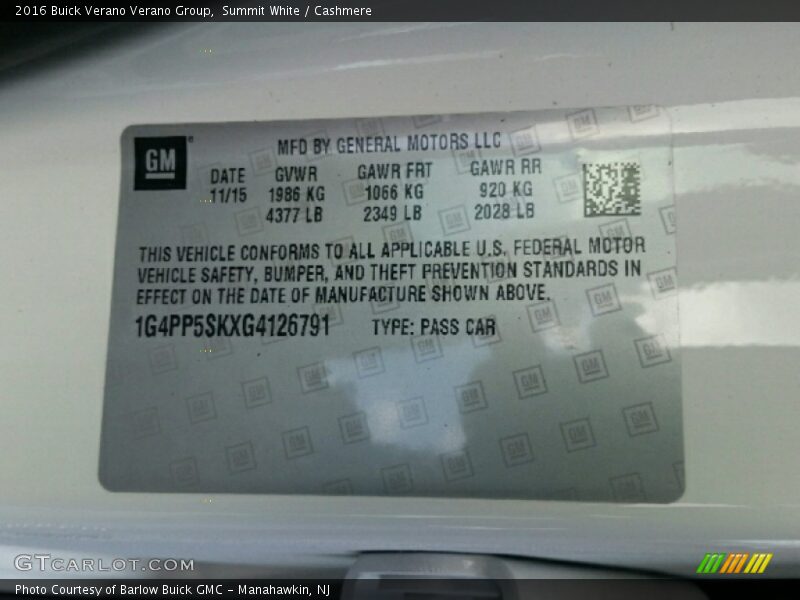 2016 Buick Verano Verano Group, Summit White / Cashmere
GM
MFD BY GENERAL MOTORS LLC
DATE GVWR GAWR FRT GAWR RR
11/15 1986 KG 1066 KG 920 KG
4377 LB 2349 LB 2028 LB
THIS VEHICLE CONFORMS TO ALL APPLICABLE U.S. FEDERAL MOTOR
VEHICLE SAFETY, BUMPER, AND THEFT PREVENTION STANDARDS IN
EFFECT ON THE DATE OF MANUFACTURE SHOWN ABOVE.
1G4PP5SKXG4126791 TYPE: PASS CAR
GTCARLOT.COM
Photo Courtesy of Barlow Buick GMC - Manahawkin, NJ